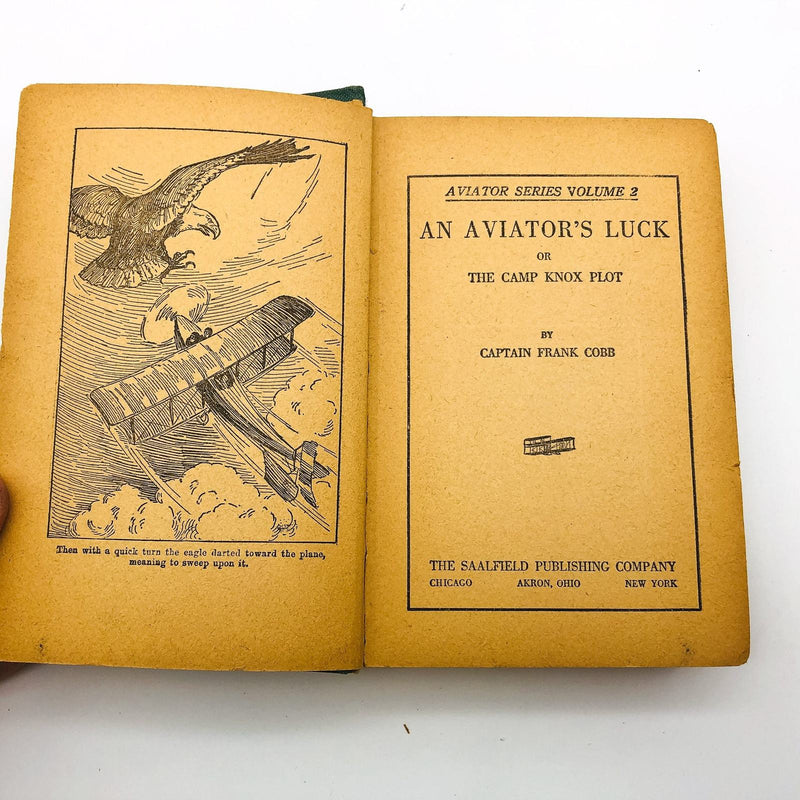 Then with a quick turn the eagle darted toward the plane,
meaning to sweep upon it.
AVIATOR SERIES VOLUME 2
AN AVIATOR'S LUCK
OR
THE CAMP KNOX PLOT
BY
CAPTAIN FRANK COBB
THE SAALFIELD PUBLISHING COMPANY
CHICAGO AKRON, OHIO NEW YORK